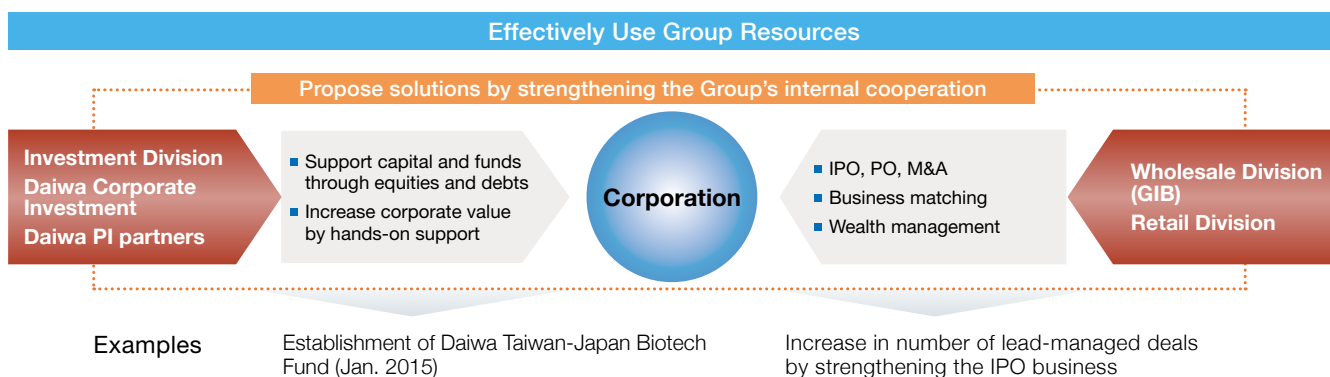 Effectively Use Group Resources
Propose solutions by strengthening the Group's internal cooperation
Investment Division
Daiwa Corporate
Investment
Daiwa PI partners
■ Support capital and funds
through equities and debts
■ Increase corporate value
by hands-on support
Corporation
■ IPO, PO, M&A
■ Business matching
■ Wealth management
Wholesale Division
(GIB)
Retail Division
Examples
Establishment of Daiwa Taiwan-Japan Biotech
Fund (Jan. 2015)
Increase in number of lead-managed deals
by strengthening the IPO business